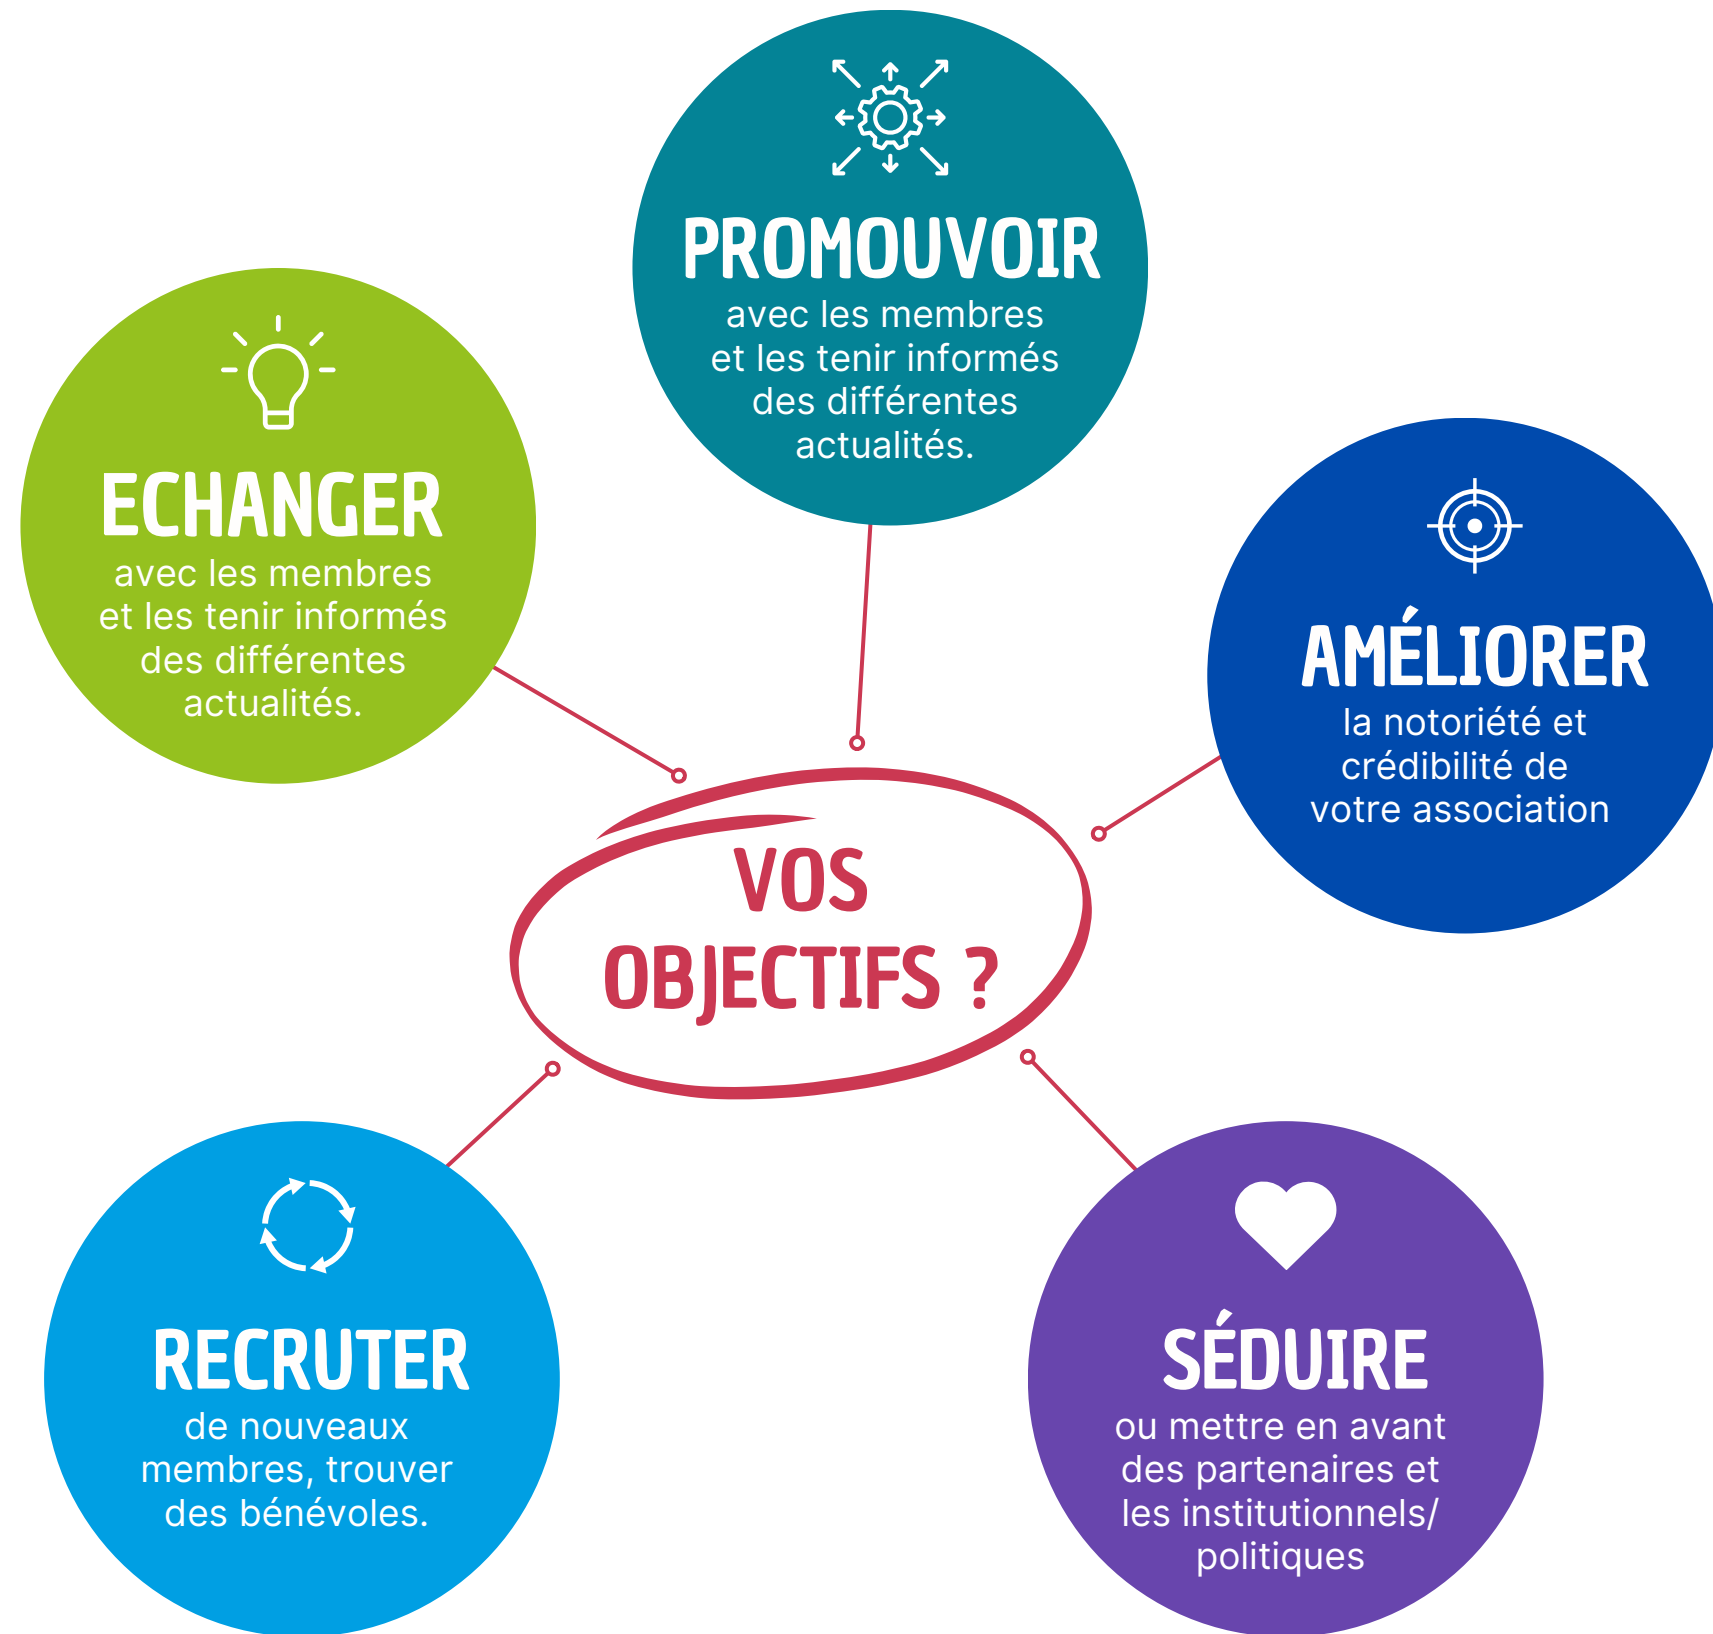 PROMOUVOIR
avec les membres
et les tenir informés
des différentes
actualités.
ECHANGER
avec les membres
et les tenir informés
des différentes
actualités.
AMÉLIORER
la notoriété et
crédibilité de
votre association
VOS
OBJECTIFS ?
RECRUTER
de nouveaux
membres, trouver
des bénévoles.
SÉDUIRE
ou mettre en avant
des partenaires et
les institutionnels/
politiques